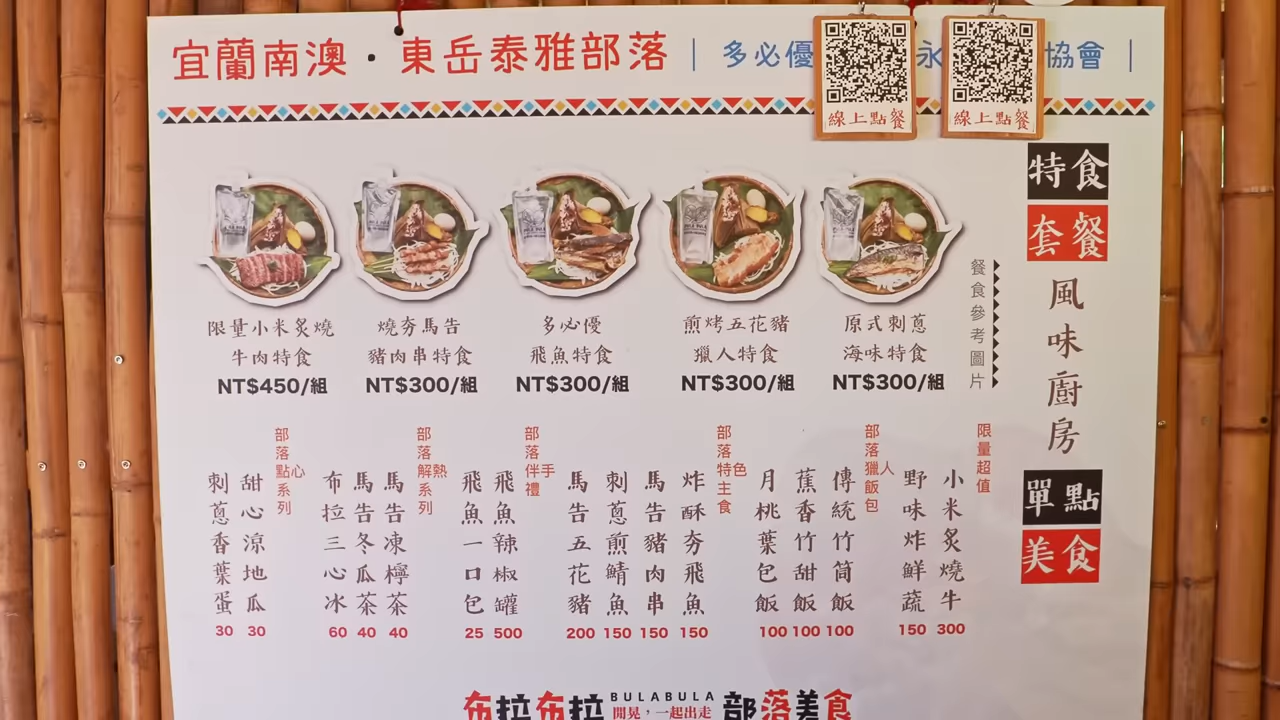 宜蘭南澳·東岳泰雅部落｜多必優 永 協會｜
線上點餐
線上點餐
特食
套餐
風味廚房
單點
美食
餐食參考圖片
限量小米炙燒
牛肉特食
NT$450/組
燒夯馬告
豬肉串特食
NT$300/組
多必優
飛魚特食
NT$300/組
煎烤五花豬
獵人特食
NT$300/組
原式刺蔥
海味特食
NT$300/組
限量超值
小米炙燒牛
300
野味炸鮮蔬
150
部落獵人飯包
傳統竹筒飯
100
蕉香竹甜飯
100
月桃葉包飯
100
部落特色主食
炸酥夯飛魚
150
馬告豬肉串
150
刺蔥煎鯖魚
150
馬告五花豬
200
部落伴手禮
飛魚辣椒罐
500
飛魚一口包
25
部落解熱系列
馬告凍檸茶
40
馬告冬瓜茶
40
布拉三心冰
60
部落點心系列
甜心涼地瓜
30
刺蔥香葉蛋
30
布拉布拉 BULABULA 部落美食
閒晃，一起出走